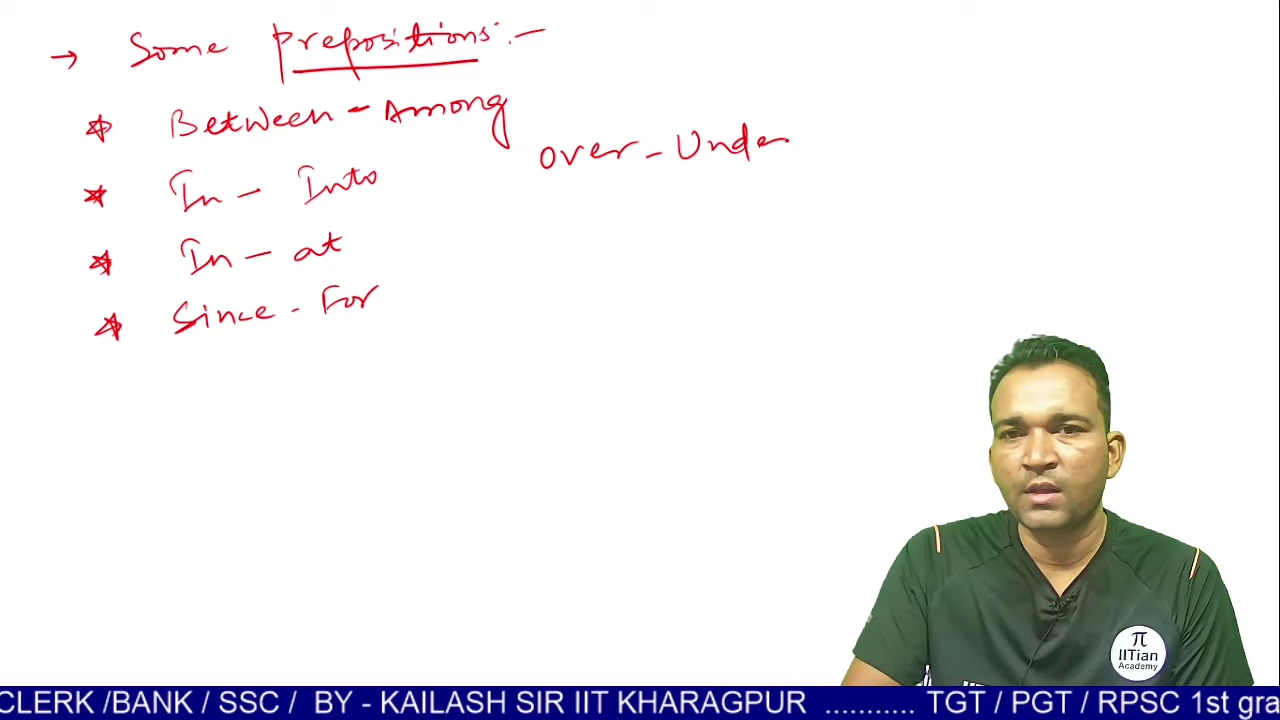 → Some prepositions:-
* Between - Among
over - Under
* In - Into
* In - at
* Since - For
π
IITian
Academy
CLERK /BANK / SSC /  BY - KAILASH SIR IIT KHARAGPUR  ........... TGT / PGT / RPSC 1st gra